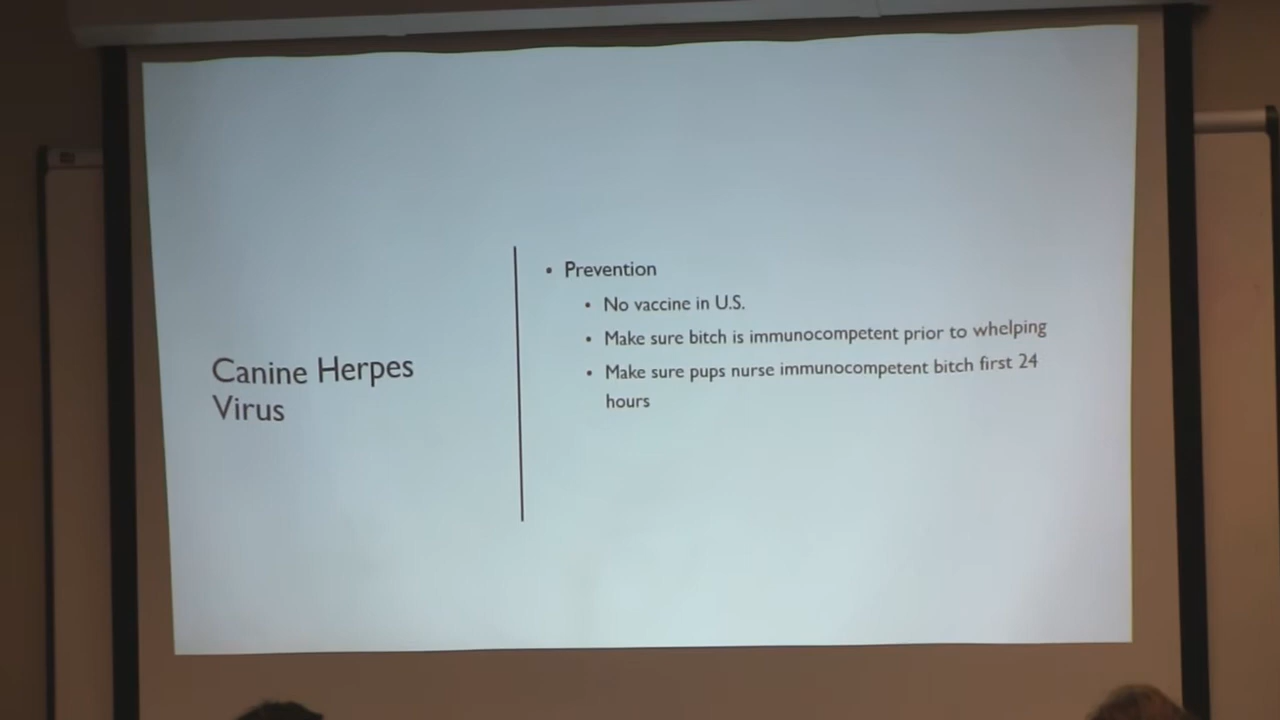 Canine Herpes
Virus
• Prevention
• No vaccine in U.S.
• Make sure bitch is immunocompetent prior to whelping
• Make sure pups nurse immunocompetent bitch first 24
hours